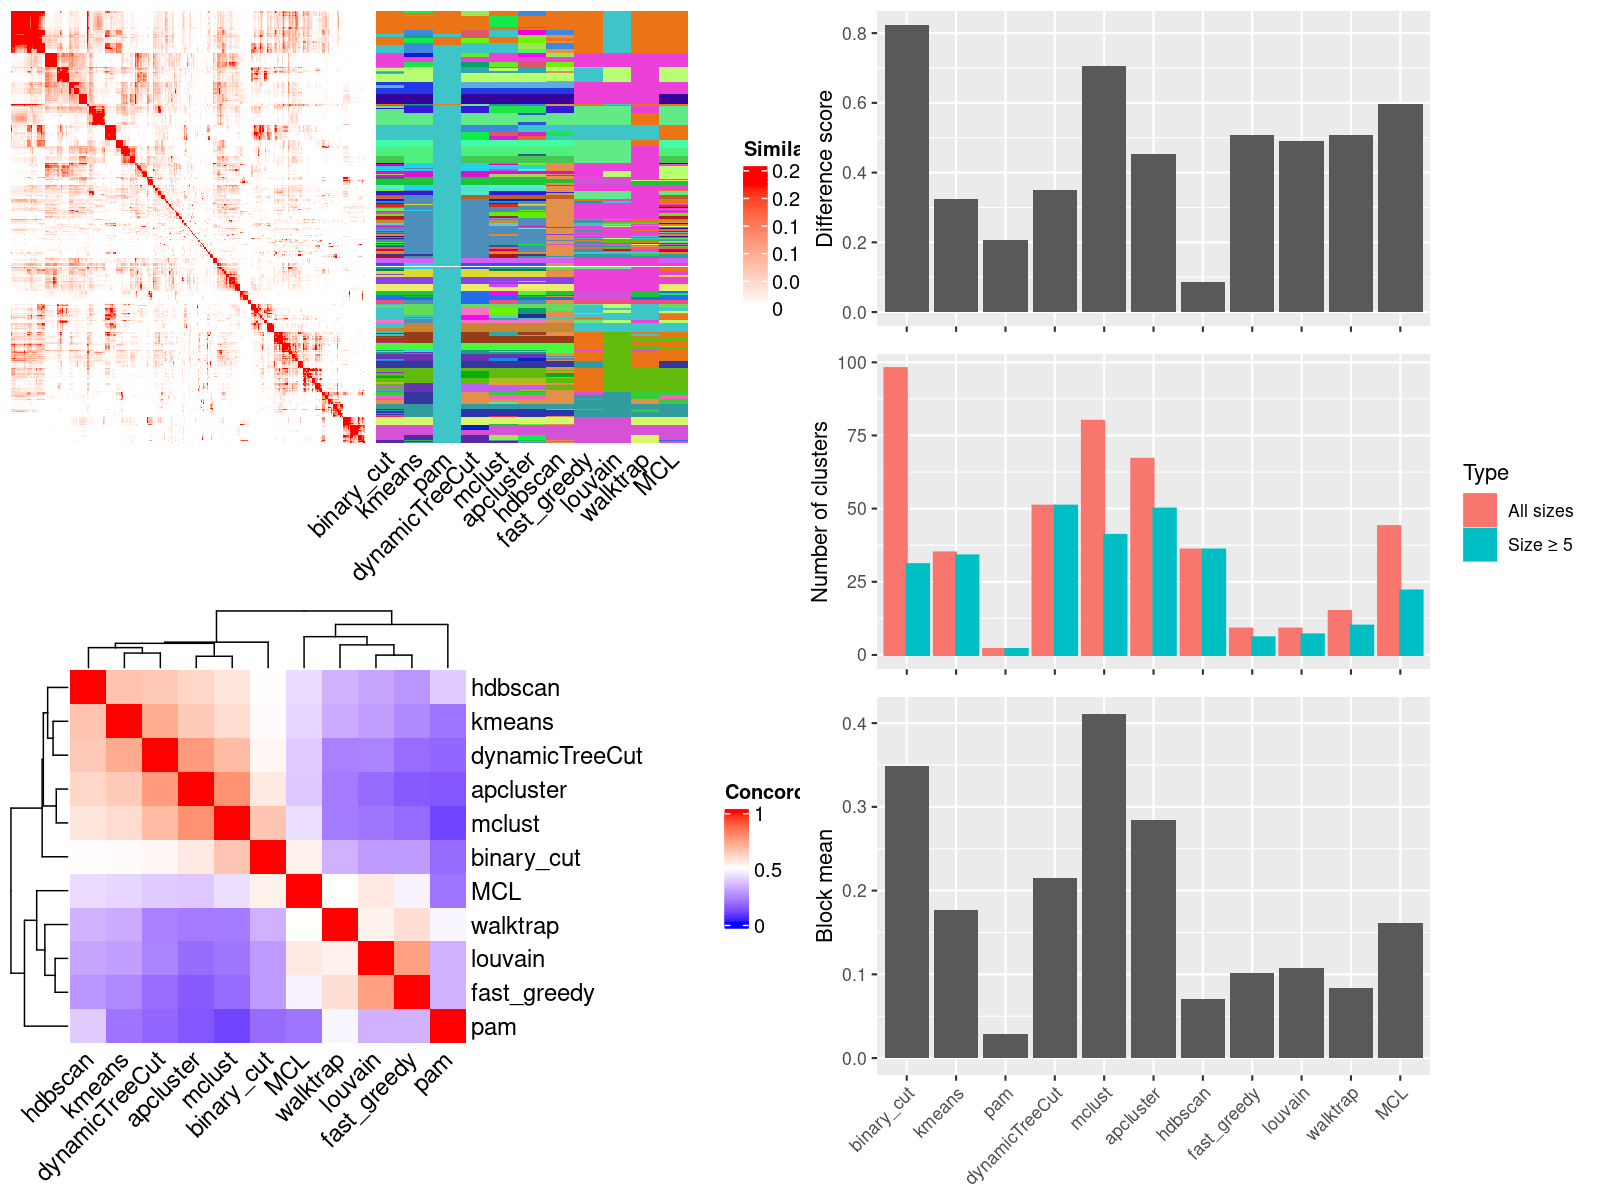 Simila
0.2
0.2
0.1
0.1
0.0
0
binary_cut
kmeans
pam
dynamicTreeCut
mclust
apcluster
hdbscan
fast_greedy
louvain
walktrap
MCL
hdbscan
kmeans
dynamicTreeCut
apcluster
mclust
binary_cut
MCL
walktrap
louvain
fast_greedy
pam
Concord
1
0.5
0
hdbscan
kmeans
dynamicTreeCut
apcluster
mclust
binary_cut
MCL
walktrap
louvain
fast_greedy
pam
Difference score
0.8
0.6
0.4
0.2
0.0
Number of clusters
100
75
50
25
0
Type
All sizes
Size ≥ 5
Block mean
0.4
0.3
0.2
0.1
0.0
binary_cut
kmeans
pam
dynamicTreeCut
mclust
apcluster
hdbscan
fast_greedy
louvain
walktrap
MCL